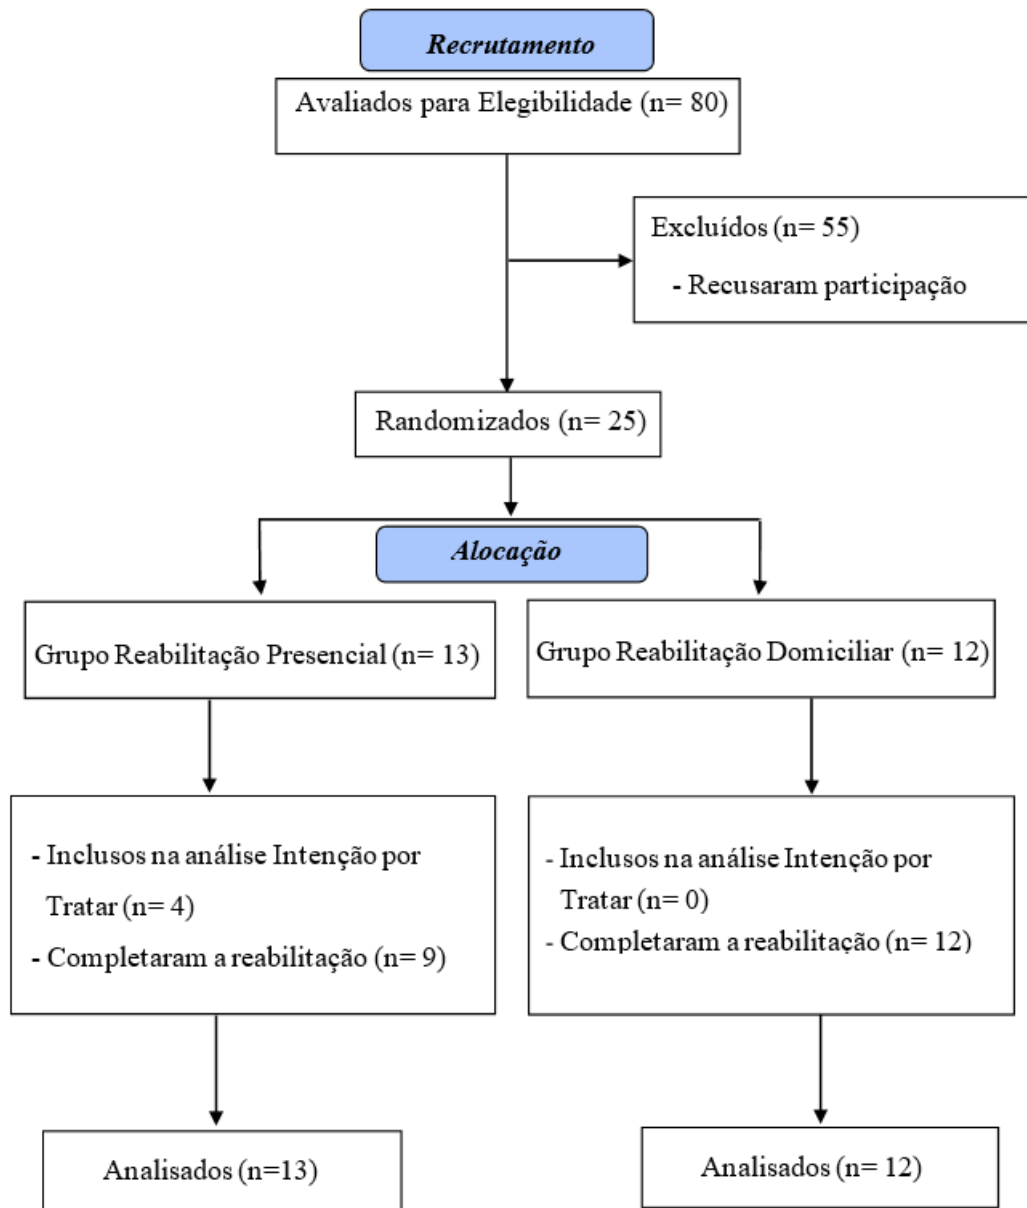 Recrutamento
Avaliados para Elegibilidade (n= 80)
Excluídos (n= 55)
- Recusaram participação
Randomizados (n= 25)
Alocação
Grupo Reabilitação Presencial (n= 13)
Grupo Reabilitação Domiciliar (n= 12)
- Inclusos na análise Intenção por
Tratar (n= 4)
- Completaram a reabilitação (n= 9)
- Inclusos na análise Intenção por
Tratar (n= 0)
- Completaram a reabilitação (n= 12)
Analisados (n=13)
Analisados (n= 12)